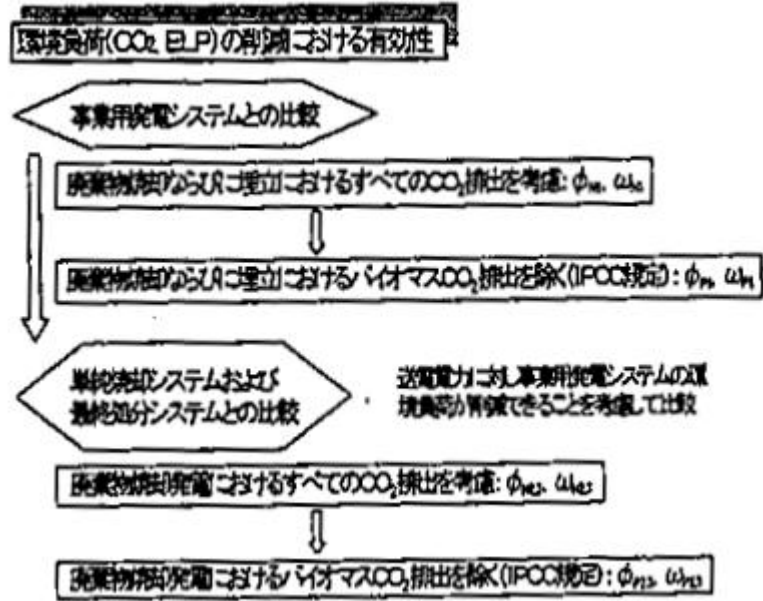 環境負荷(CO₂, ELP)の削減における有効性
事業用発電システムとの比較
廃棄物焼却ならびに埋立におけるすべてのCO₂排出を考慮:
廃棄物焼却ならびに埋立におけるバイオマスCO₂排出を除く(IPCC規定):
単純焼却システムおよび
最終処分システムとの比較
送電電力に対し事業用発電システムの環
境負荷が削減できることを考慮して比較
廃棄物焼却発電におけるすべてのCO₂排出を考慮:
廃棄物焼却発電におけるバイオマスCO₂排出を除く(IPCC規定):